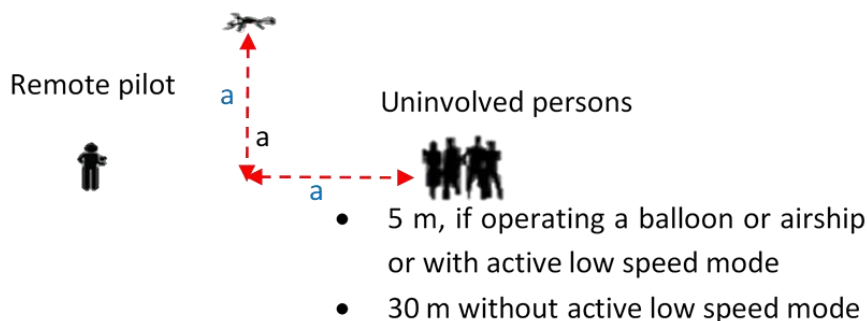 Remote pilot
a
Uninvolved persons
a
a
• 5 m, if operating a balloon or airship
or with active low speed mode
• 30 m without active low speed mode